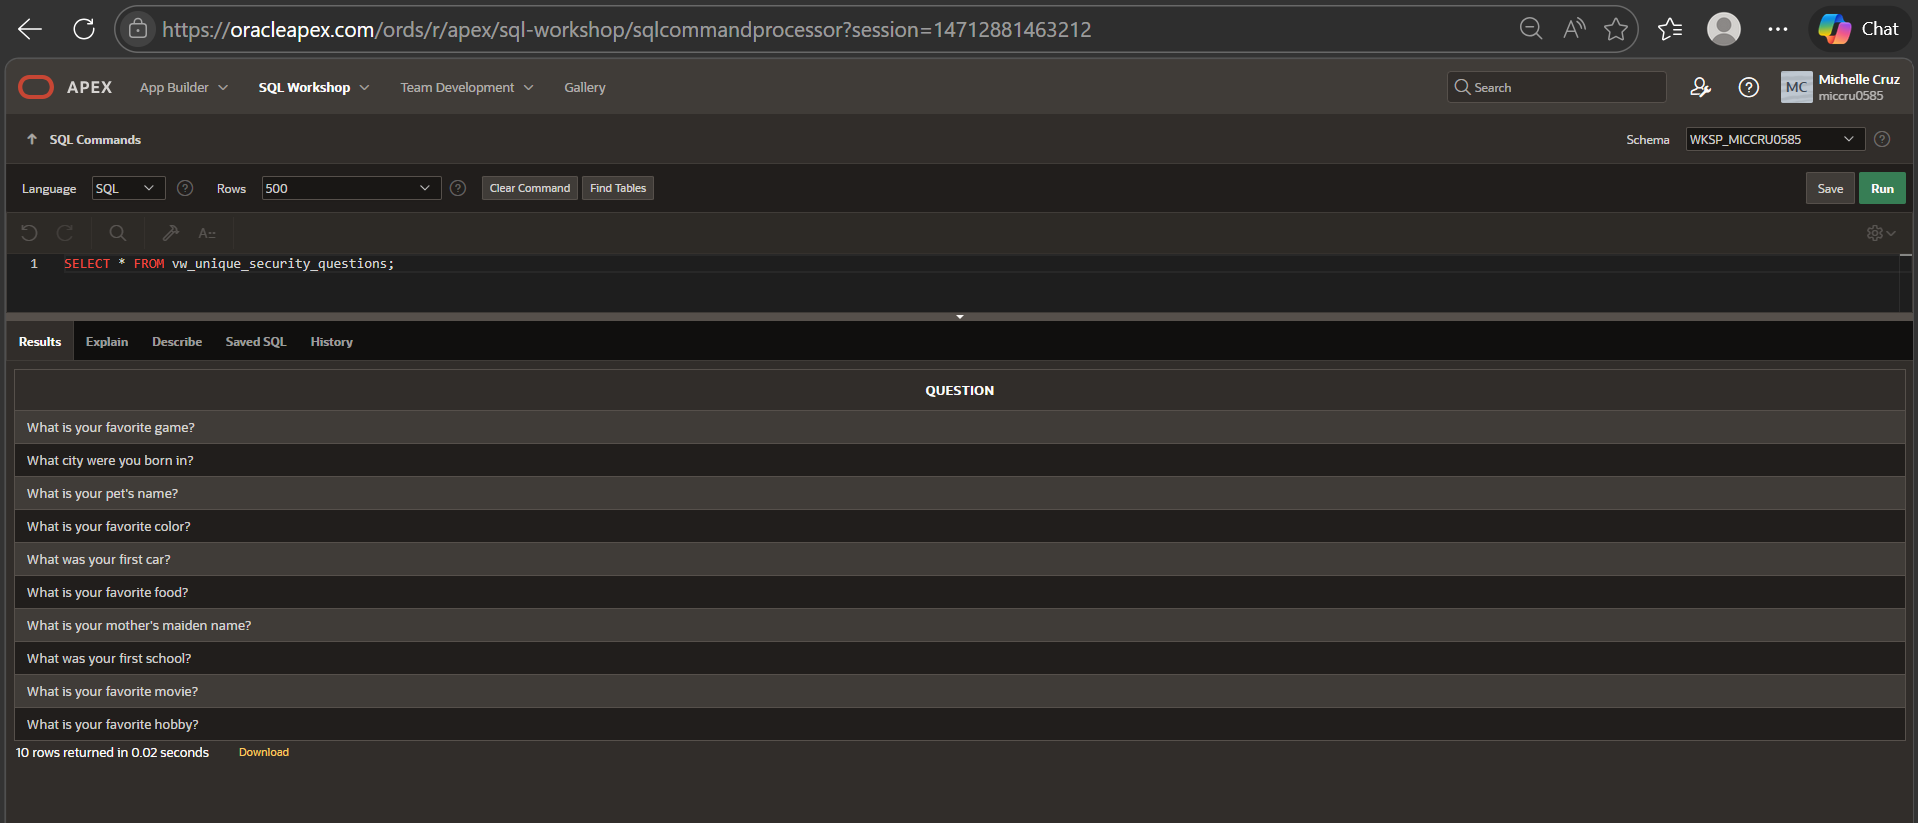 https://oracleapex.com/ords/r/apex/sql-workshop/sqlcommandprocessor?session=14712881463212
Chat
APEX App Builder SQL Workshop Team Development Gallery
Search
MC
Michelle Cruz
miccru0585
SQL Commands
Schema WKSP_MICCRU0585
Language SQL Rows 500 Clear Command Find Tables Save Run
1 SELECT * FROM vw_unique_security_questions;
Results Explain Describe Saved SQL History
QUESTION
What is your favorite game?
What city were you born in?
What is your pet's name?
What is your favorite color?
What was your first car?
What is your favorite food?
What is your mother's maiden name?
What was your first school?
What is your favorite movie?
What is your favorite hobby?
10 rows returned in 0.02 seconds Download